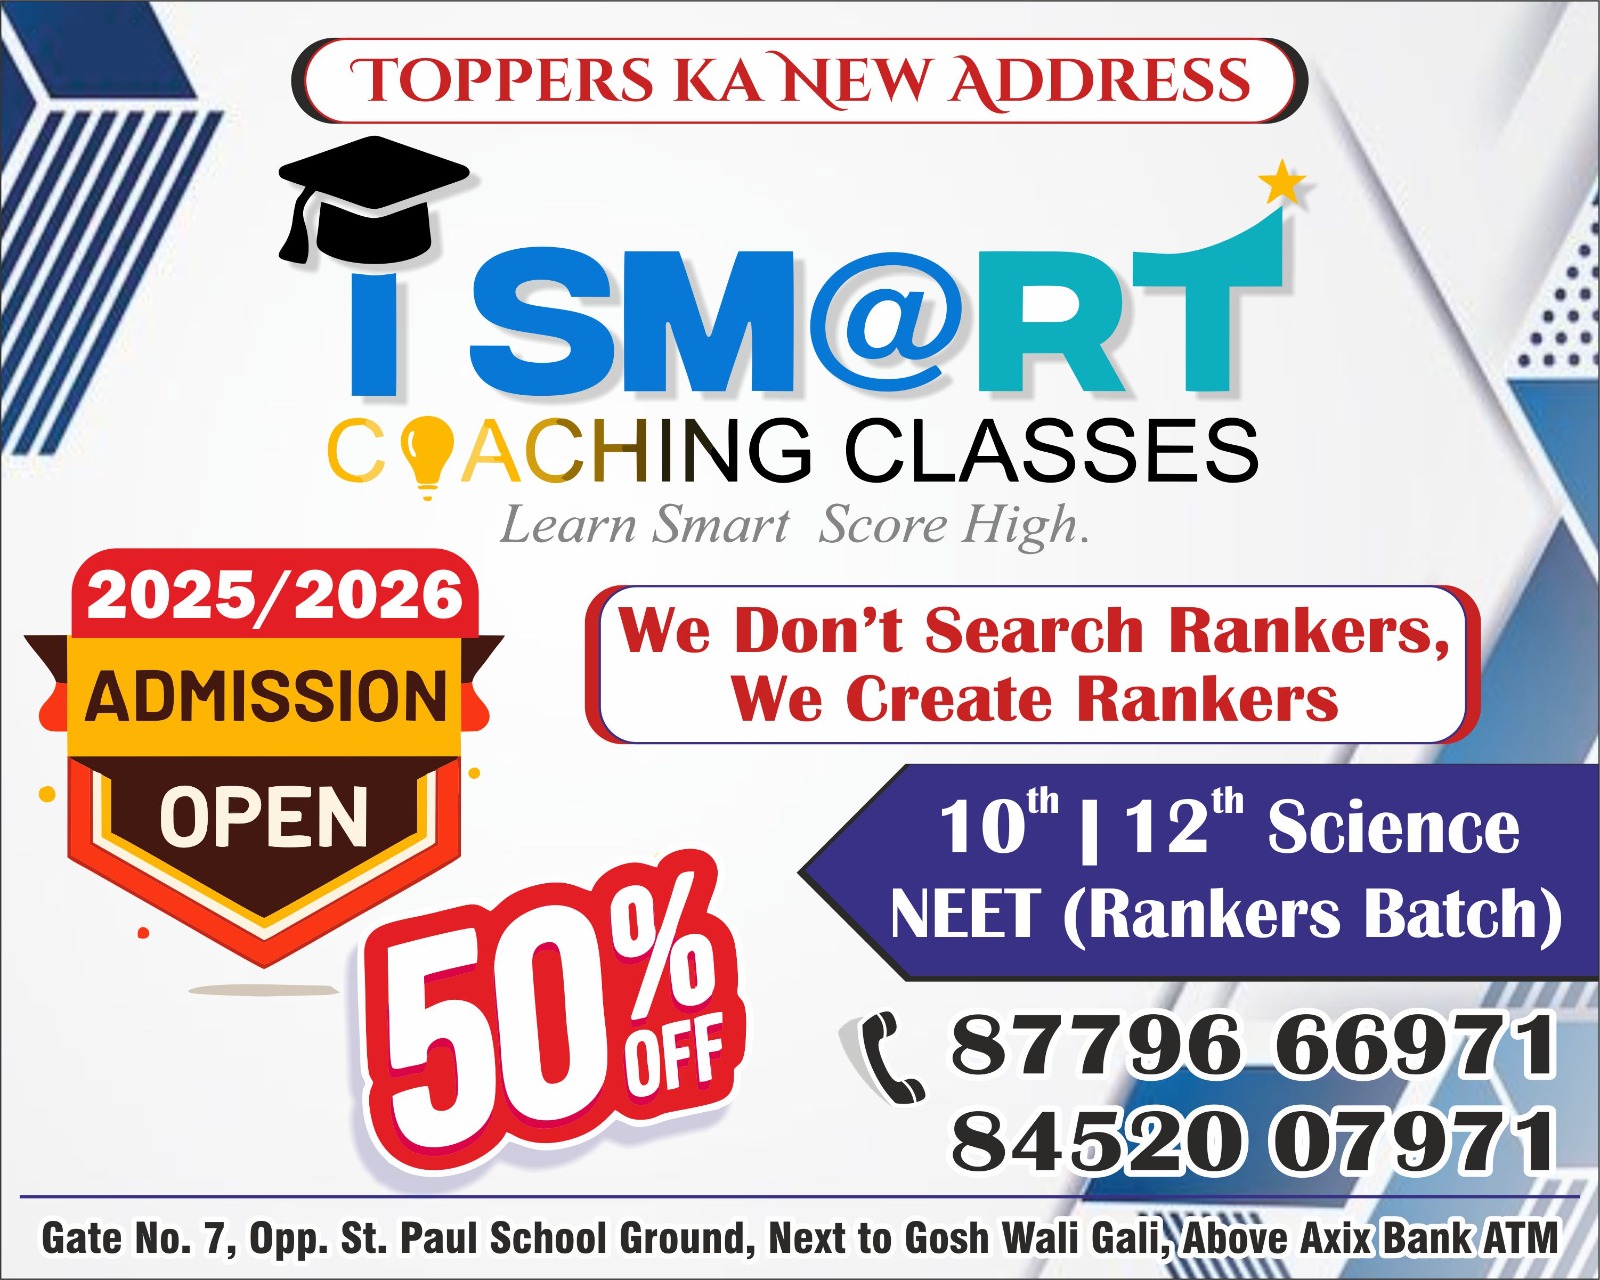 TOPPERS KA NEW ADDRESS
I SM@RT
COACHING CLASSES
Learn Smart Score High.
2025/2026
ADMISSION
OPEN
We Don't Search Rankers,
We Create Rankers
10th | 12th Science
NEET (Rankers Batch)
50% OFF
87796 66971
84520 07971
Gate No. 7, Opp. St. Paul School Ground, Next to Gosh Wali Gali, Above Axix Bank ATM